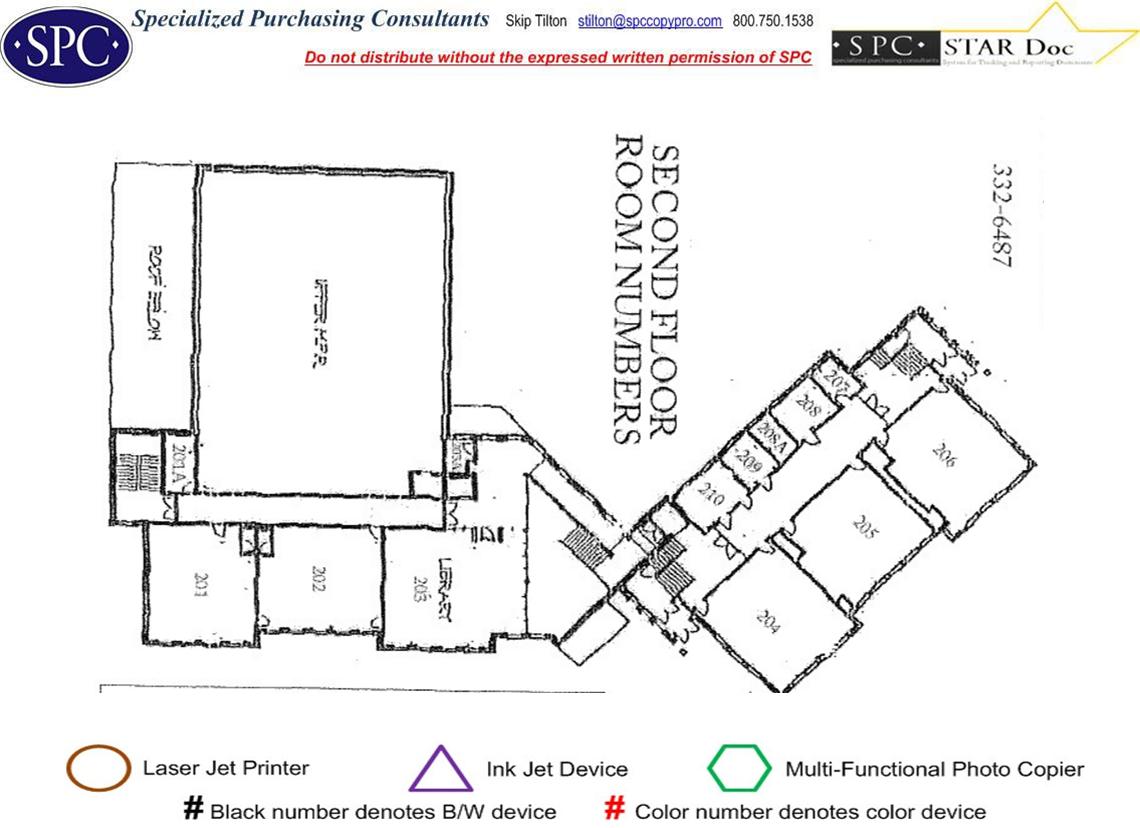 ·SPC·
Specialized Purchasing Consultants Skip Tilton stilton@spccopypro.com 800.750.1538
Do not distribute without the expressed written permission of SPC
·SPC· STAR Doc
specialized purchasing consultants System for Tracking and Reporting Documents
SECOND FLOOR
ROOM NUMBERS
332-6487
ROOF BELOW
UPPER M.P.R.
201A
201
202
203
LIBRARY
207
208
208A
209
210
206
205
204
Laser Jet Printer
Ink Jet Device
Multi-Functional Photo Copier
# Black number denotes B/W device
# Color number denotes color device